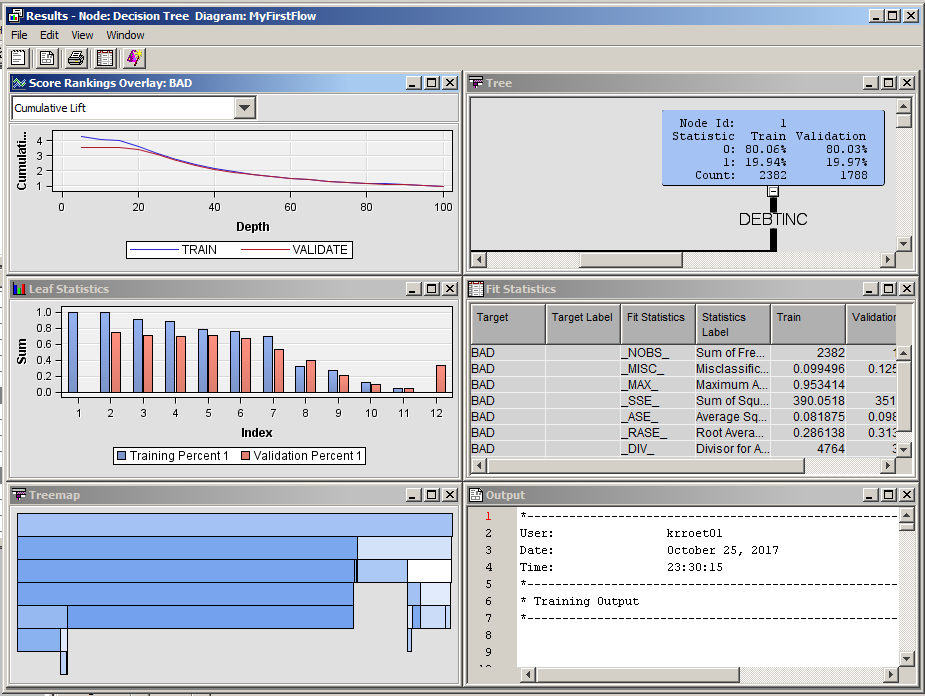 Results - Node: Decision Tree Diagram: MyFirstFlow
File Edit View Window
Score Rankings Overlay: BAD
Cumulative Lift
Cumulati...
4
3
2
1
0 20 40 60 80 100
Depth
TRAIN VALIDATE
Tree
Node Id: 1
Statistic Train Validation
0: 80.06% 80.03%
1: 19.94% 19.97%
Count: 2382 1788
DEBTINC
Leaf Statistics
Sum
1.0
0.8
0.6
0.4
0.2
0.0
1 2 3 4 5 6 7 8 9 10 11 12
Index
Training Percent 1 Validation Percent 1
Fit Statistics
Target Target Label Fit Statistics Statistics Label Train Validation
BAD _NOBS_ Sum of Fre... 2382
BAD _MISC_ Misclassific... 0.099496 0.125
BAD _MAX_ Maximum A... 0.953414
BAD _SSE_ Sum of Squ... 390.0518 351
BAD _ASE_ Average Sq... 0.081875 0.098
BAD _RASE_ Root Avera... 0.286138 0.313
BAD _DIV_ Divisor for A... 4764
Treemap
Output
1 *----------------------------------------------------
2 User: krroet01
3 Date: October 25, 2017
4 Time: 23:30:15
5 *----------------------------------------------------
6 * Training Output
7 *----------------------------------------------------
8
9